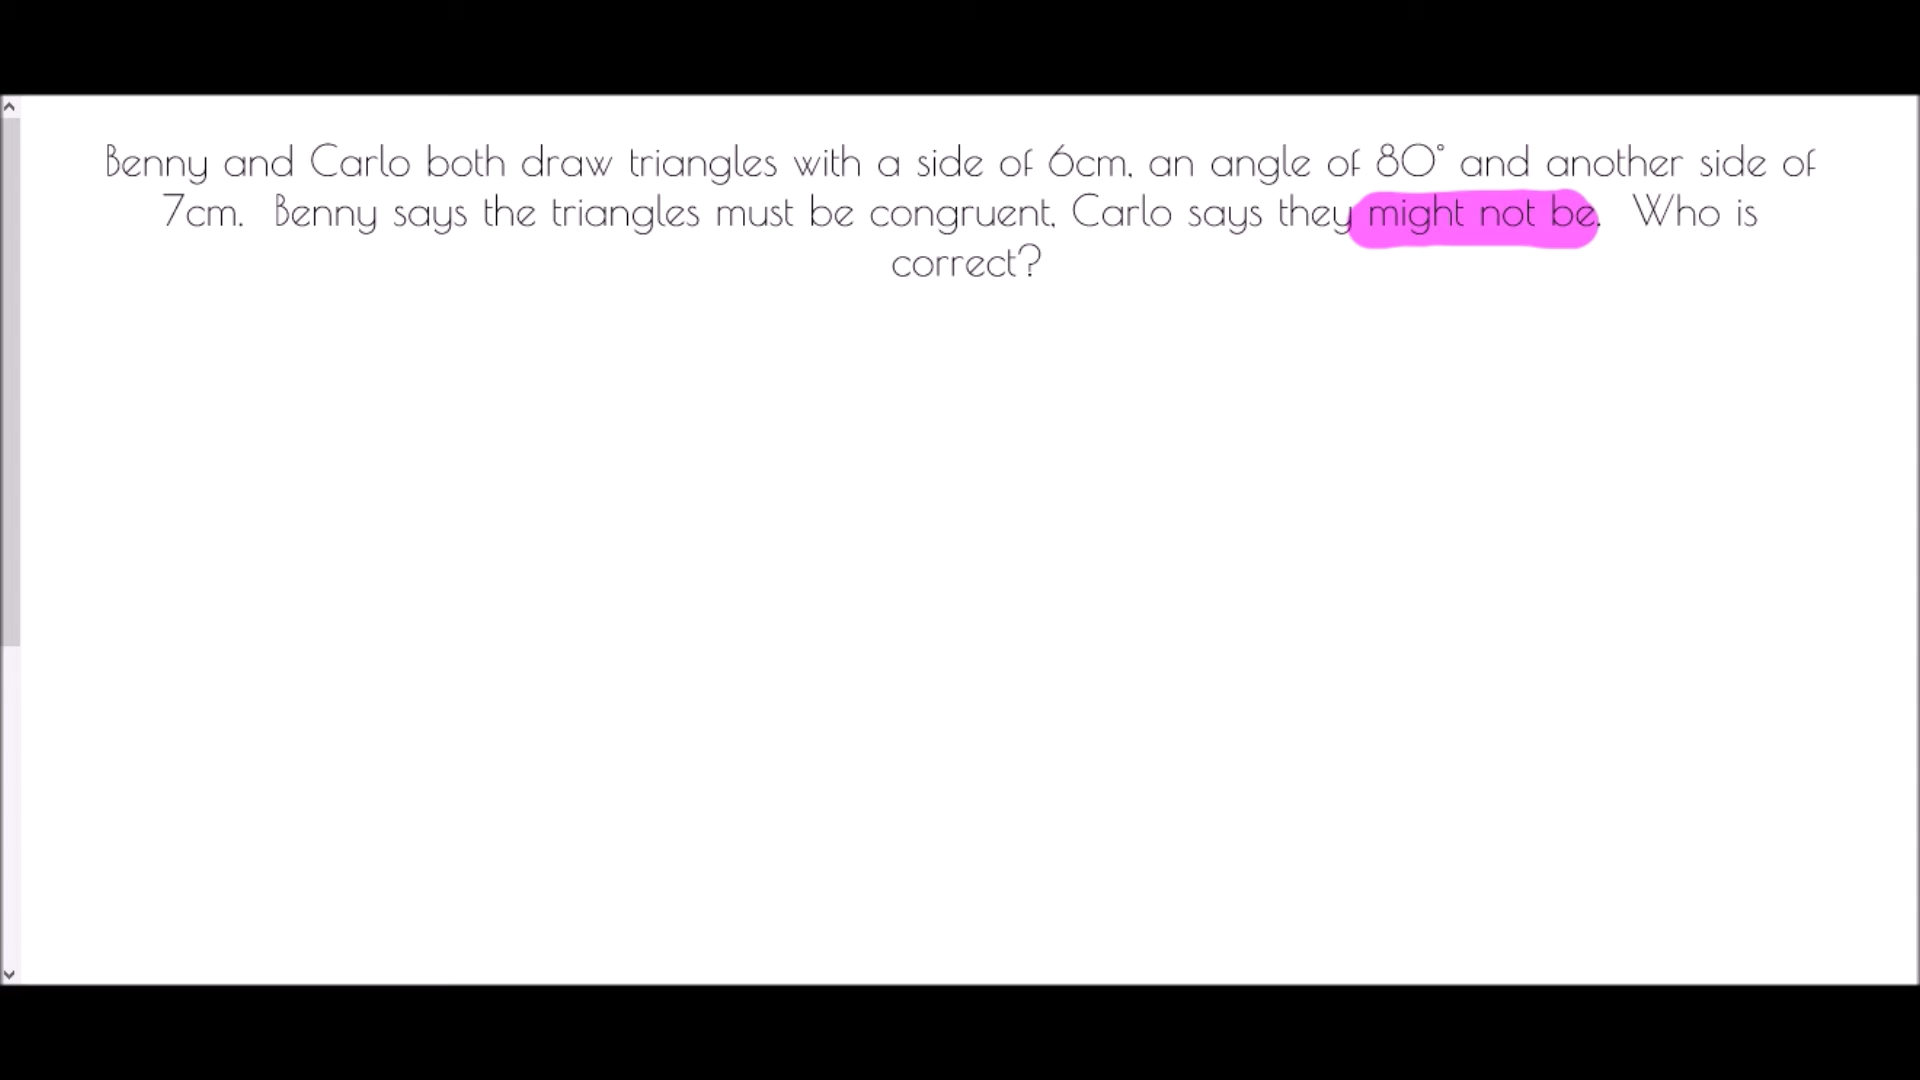 Benny and Carlo both draw triangles with a side of 6cm, an angle of 80° and another side of
7cm.  Benny says the triangles must be congruent, Carlo says they might not be.  Who is
correct?